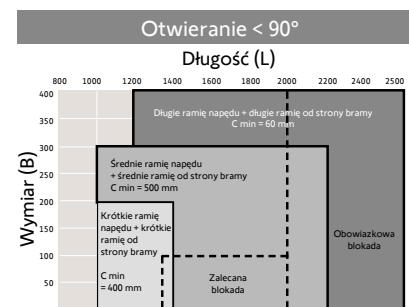 Otwieranie < 90°
Długość (L)
800 1000 1200 1400 1600 1800 2000 2200 2400 2500
Wymiar (B)
400
350
300
250
200
150
100
50
Długie ramię napędu + długie ramię od strony bramy
C min = 60 mm
Średnie ramię napędu
+ średnie ramię od strony bramy
C min = 500 mm
Krótkie ramię
napędu + krótkie
ramię od
strony bramy
C min
= 400 mm
Zalecana
blokada
Obowiazkowa
blokada